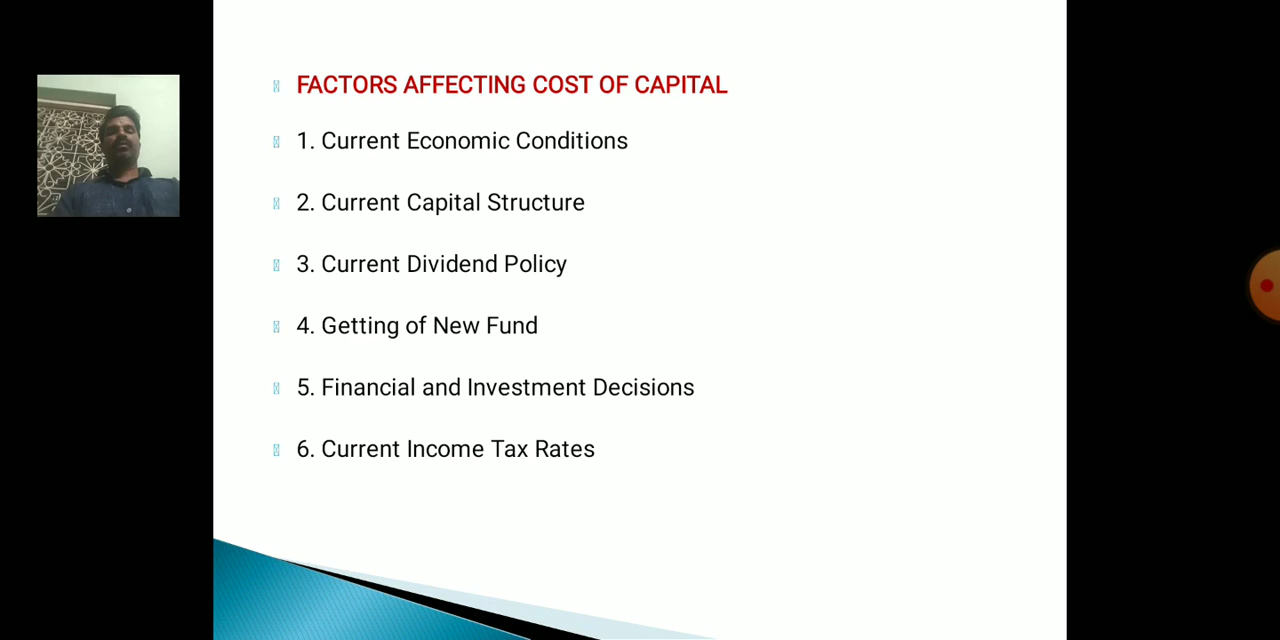 FACTORS AFFECTING COST OF CAPITAL
1. Current Economic Conditions
2. Current Capital Structure
3. Current Dividend Policy
4. Getting of New Fund
5. Financial and Investment Decisions
6. Current Income Tax Rates